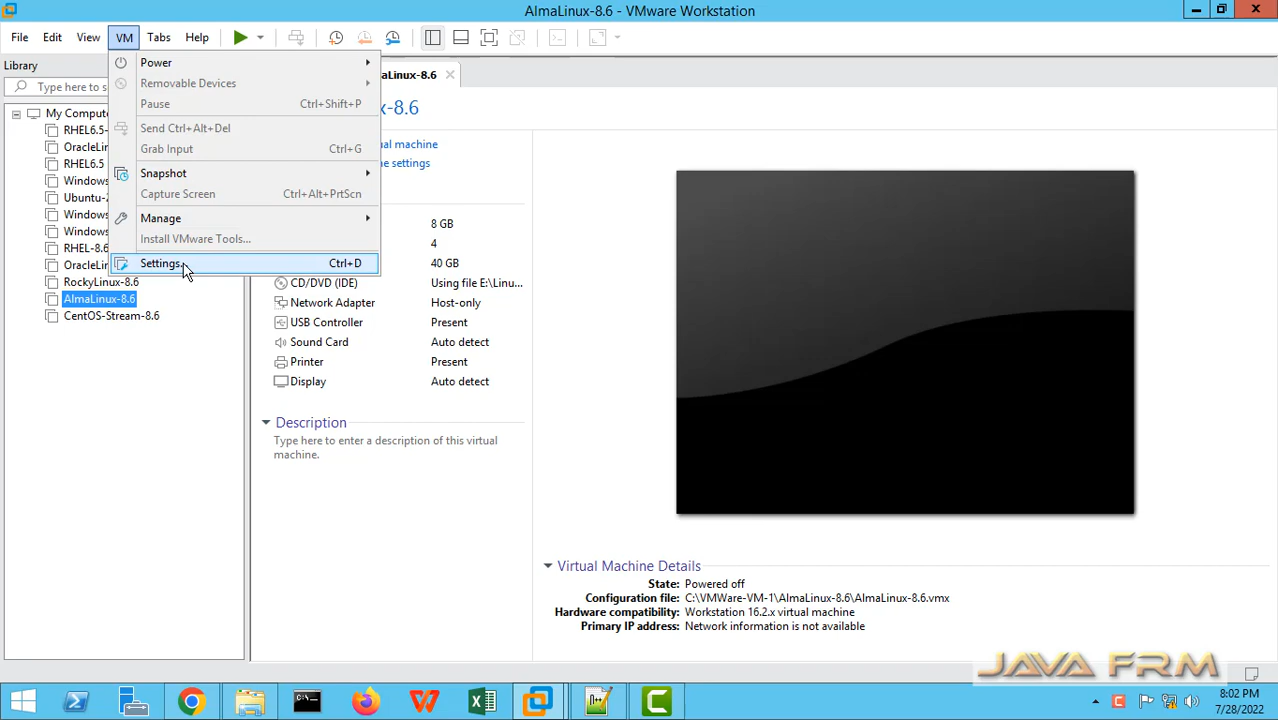 AlmaLinux-8.6 - VMware Workstation
File Edit View VM Tabs Help
Library
Type here to s
My Compute
RHEL6.5-
OracleLin
RHEL6.5
Windows
Ubuntu-2
Windows
Windows
RHEL-8.6
OracleLin
RockyLinux-8.6
AlmaLinux-8.6
CentOS-Stream-8.6
Power
Removable Devices
Pause Ctrl+Shift+P
Send Ctrl+Alt+Del
Grab Input Ctrl+G
Snapshot
Capture Screen Ctrl+Alt+PrtScn
Manage
Install VMware Tools...
Settings... Ctrl+D
aLinux-8.6
x-8.6
al machine
e settings
8 GB
4
40 GB
CD/DVD (IDE) Using file E:\Linu...
Network Adapter Host-only
USB Controller Present
Sound Card Auto detect
Printer Present
Display Auto detect
Description
Type here to enter a description of this virtual
machine.
Virtual Machine Details
State: Powered off
Configuration file: C:\VMWare-VM-1\AlmaLinux-8.6\AlmaLinux-8.6.vmx
Hardware compatibility: Workstation 16.2.x virtual machine
Primary IP address: Network information is not available
JAVA FRM
8:02 PM
7/28/2022